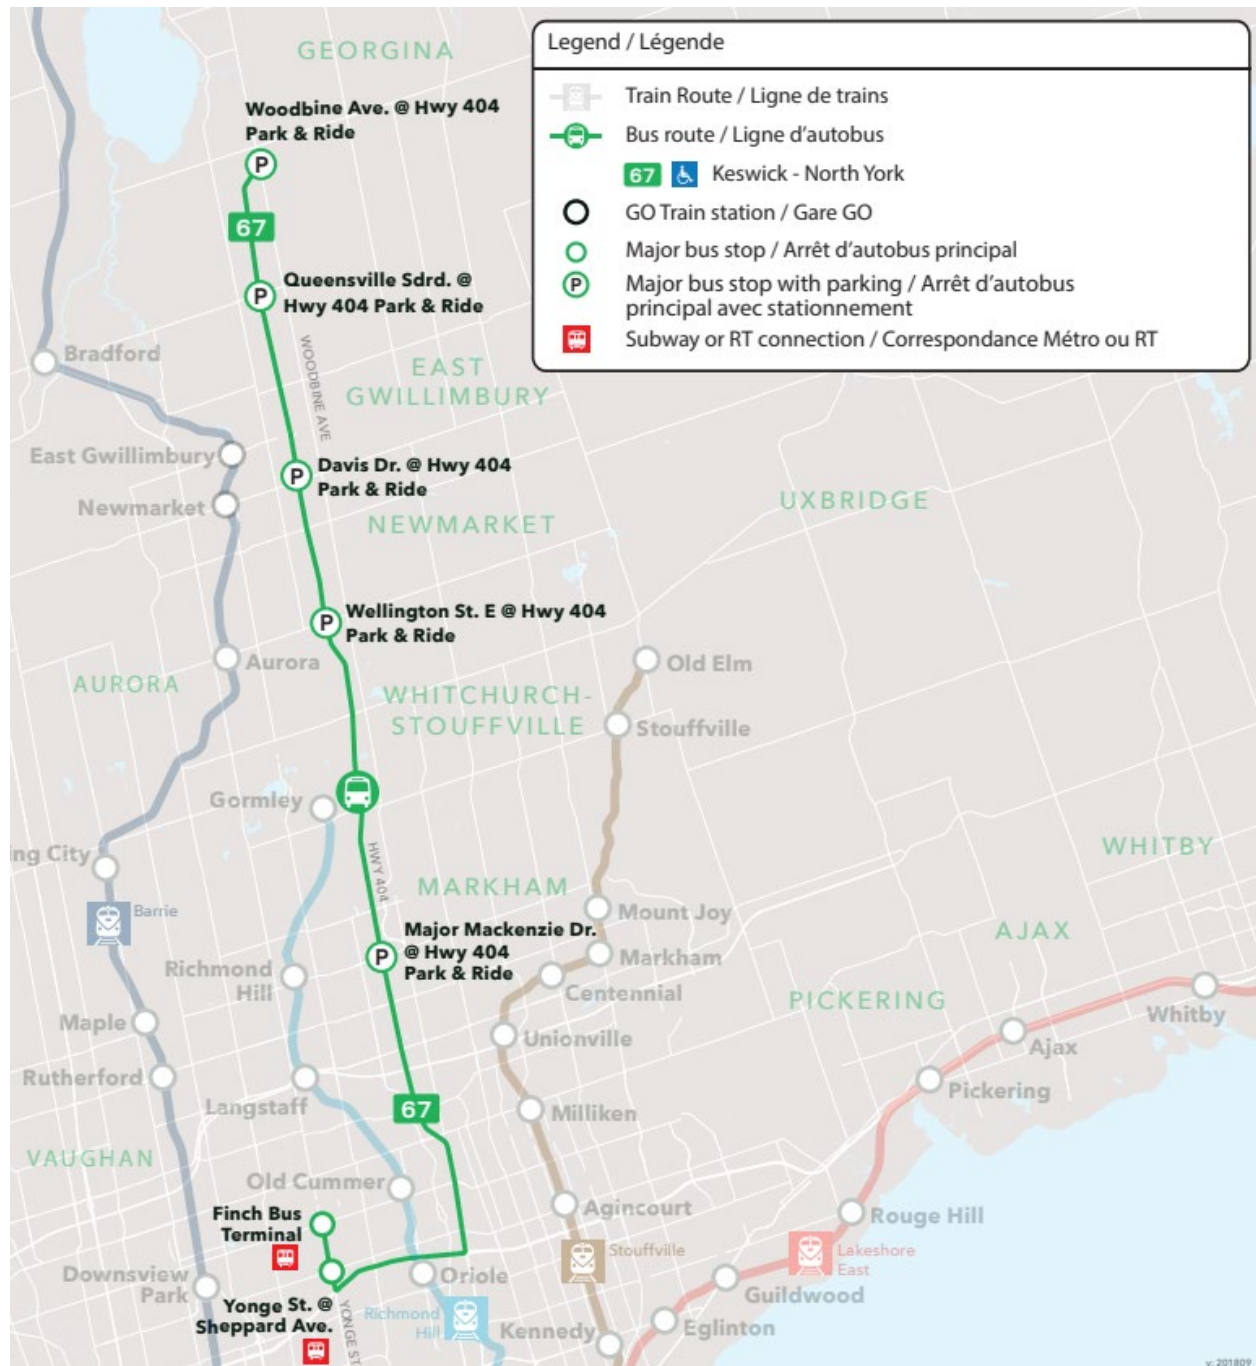 Legend / Légende
Train Route / Ligne de trains
Bus route / Ligne d'autobus
67 Keswick - North York
GO Train station / Gare GO
Major bus stop / Arrêt d'autobus principal
P Major bus stop with parking / Arrêt d'autobus
principal avec stationnement
Subway or RT connection / Correspondance Métro ou RT
GEORGINA
Woodbine Ave. @ Hwy 404
Park & Ride
P
67
Queensville Sdrd. @
Hwy 404 Park & Ride
P
WOODBINE AVE
Bradford
EAST
GWILLIMBURY
East Gwillimbury
Davis Dr. @ Hwy 404
Park & Ride
P
Newmarket
NEWMARKET
UXBRIDGE
Wellington St. E @ Hwy 404
Park & Ride
P
Aurora
AURORA
Old Elm
WHITCHURCH-
STOUFFVILLE
Stouffville
Gormley
HWY 404
ing City
WHITBY
MARKHAM
Barrie
Mount Joy
Major Mackenzie Dr.
@ Hwy 404
Park & Ride
P
AJAX
Markham
Richmond
Hill
Centennial
PICKERING
Whitby
Maple
Unionville
Ajax
Rutherford
Langstaff
Pickering
67
Milliken
VAUGHAN
Old Cummer
Agincourt
Finch Bus
Terminal
Rouge Hill
Stouffville
Lakeshore
East
Downsview
Park
Oriole
Guildwood
Yonge St. @
Sheppard Ave.
YONGE ST
Richmond
Hill
Kennedy
Eglinton
v. 201809